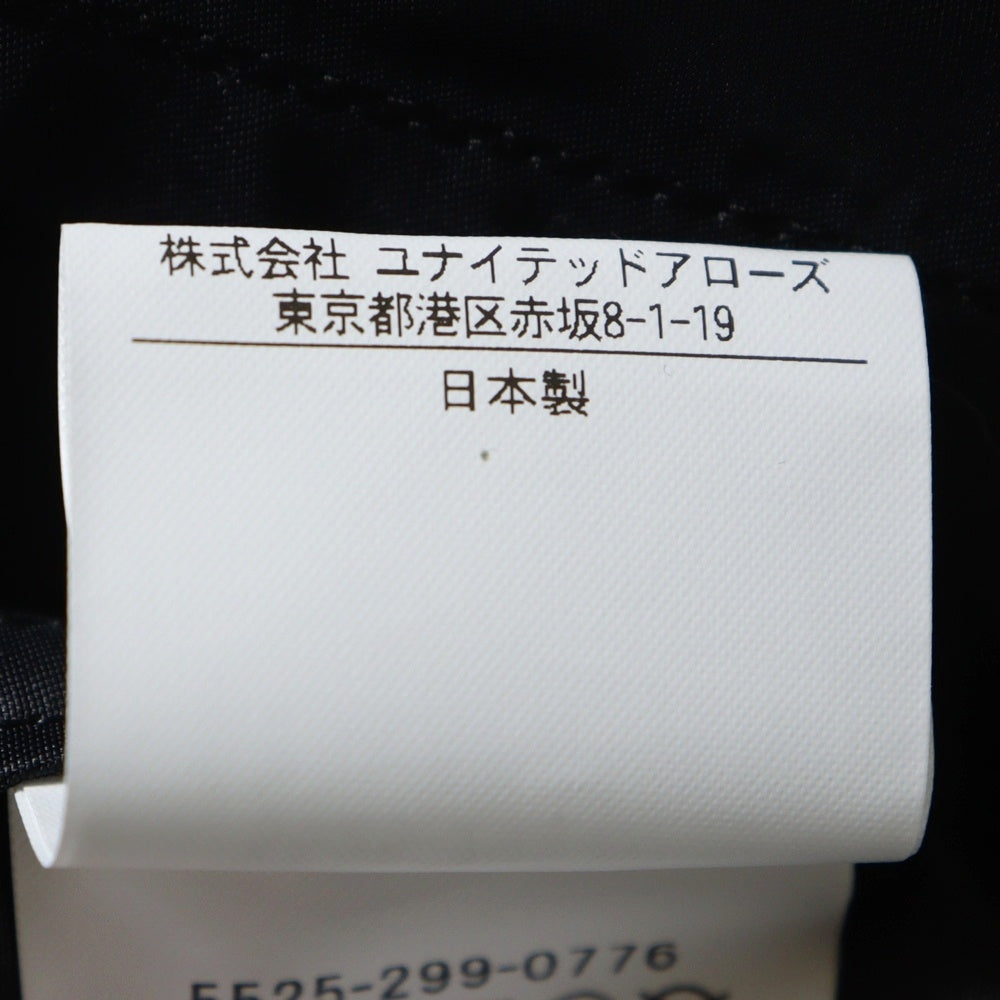 株式会社 ユナイテッドアローズ
東京都港区赤坂8-1-19
日本製
5525-299-0776